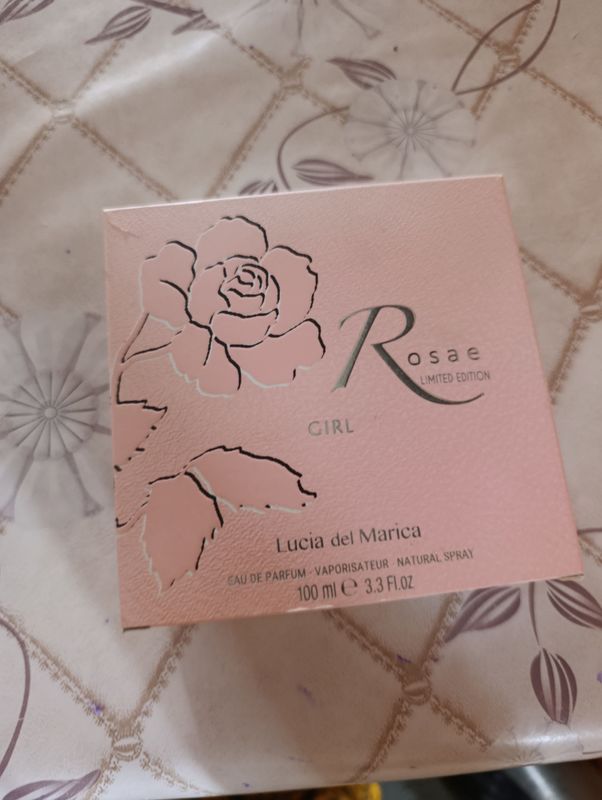 Rosae
LIMITED EDITION
GIRL
Lucia del Marica
EAU DE PARFUM · VAPORISATEUR · NATURAL SPRAY
100 ml ℮ 3.3 Fl.oz